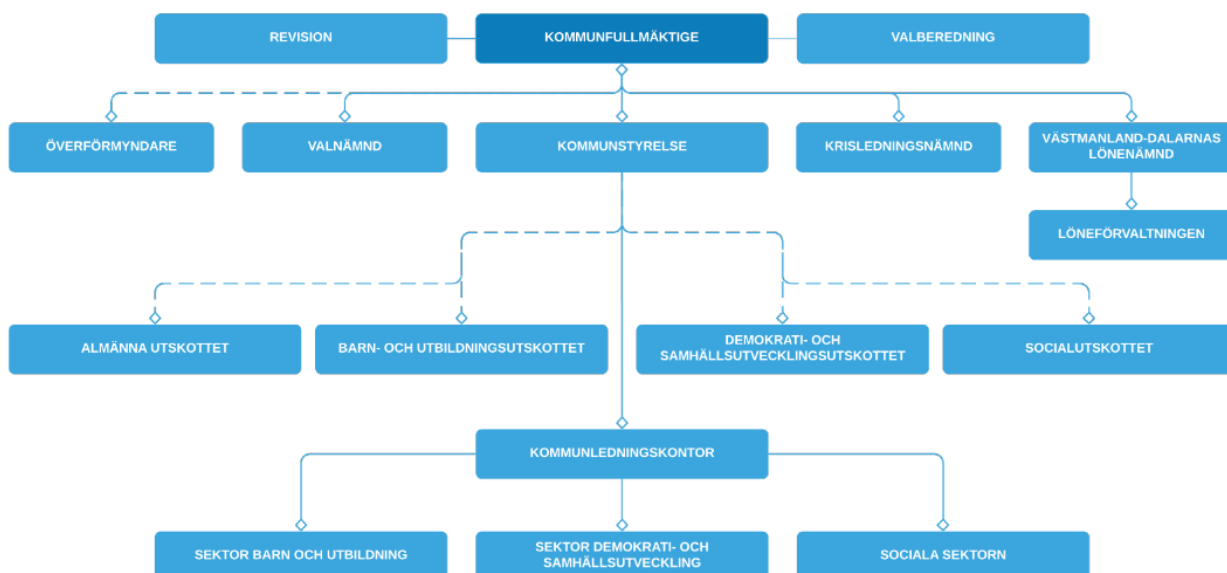 REVISION
KOMMUNFULLMÄKTIGE
VALBEREDNING
ÖVERFÖRMYNDARE
VALNÄMND
KOMMUNSTYRELSE
KRISLEDNINGSNÄMND
VÄSTMANLAND-DALARNAS
LÖNENÄMND
LÖNEFÖRVALTNINGEN
ALMÄNNA UTSKOTTET
BARN- OCH UTBILDNINGSUTSKOTTET
DEMOKRATI- OCH
SAMHÄLLSUTVECKLINGSUTSKOTTET
SOCIALUTSKOTTET
KOMMUNLEDNINGSKONTOR
SEKTOR BARN OCH UTBILDNING
SEKTOR DEMOKRATI- OCH
SAMHÄLLSUTVECKLING
SOCIALA SEKTORN